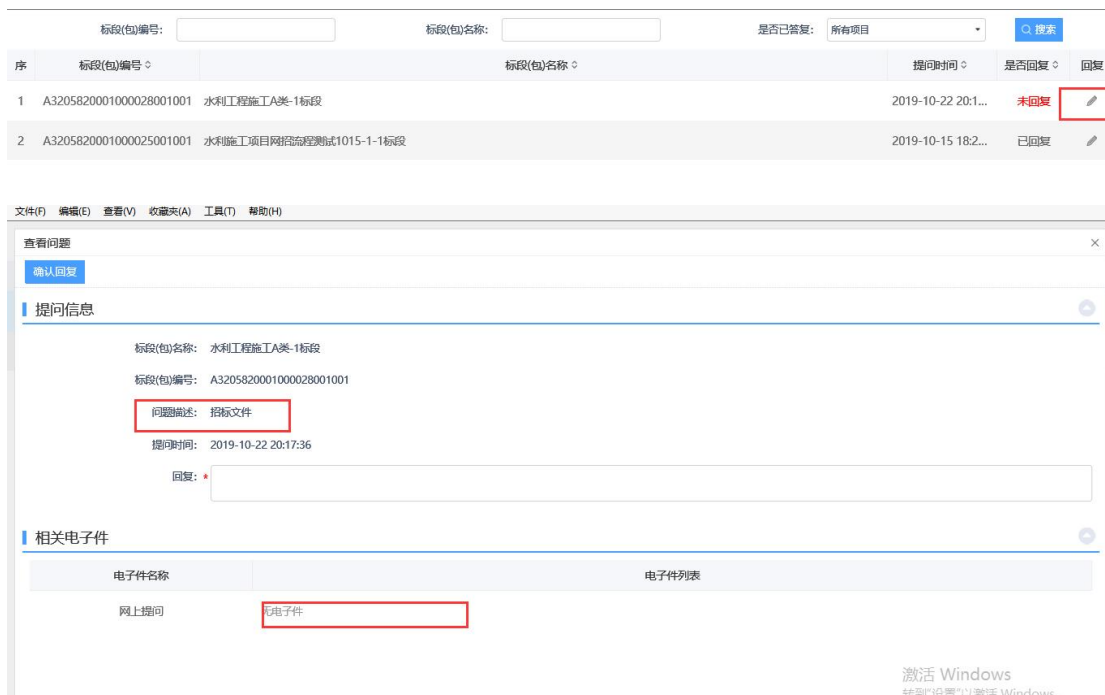 标段(包)编号: 标段(包)名称: 是否已答复: 所有项目 搜索
序 标段(包)编号 标段(包)名称 提问时间 是否回复 回复
1 A3205820001000028001001 水利工程施工A类-1标段 2019-10-22 20:1... 未回复
2 A3205820001000025001001 水利施工项目网招流程测试1015-1-1标段 2019-10-15 18:2... 已回复
文件(F) 编辑(E) 查看(V) 收藏夹(A) 工具(T) 帮助(H)
查看问题
确认回复
提问信息
标段(包)名称: 水利工程施工A类-1标段
标段(包)编号: A3205820001000028001001
问题描述: 招标文件
提问时间: 2019-10-22 20:17:36
回复: *
相关电子件
电子件名称 电子件列表
网上提问 无电子件
激活 Windows
转到"设置"以激活 Windows